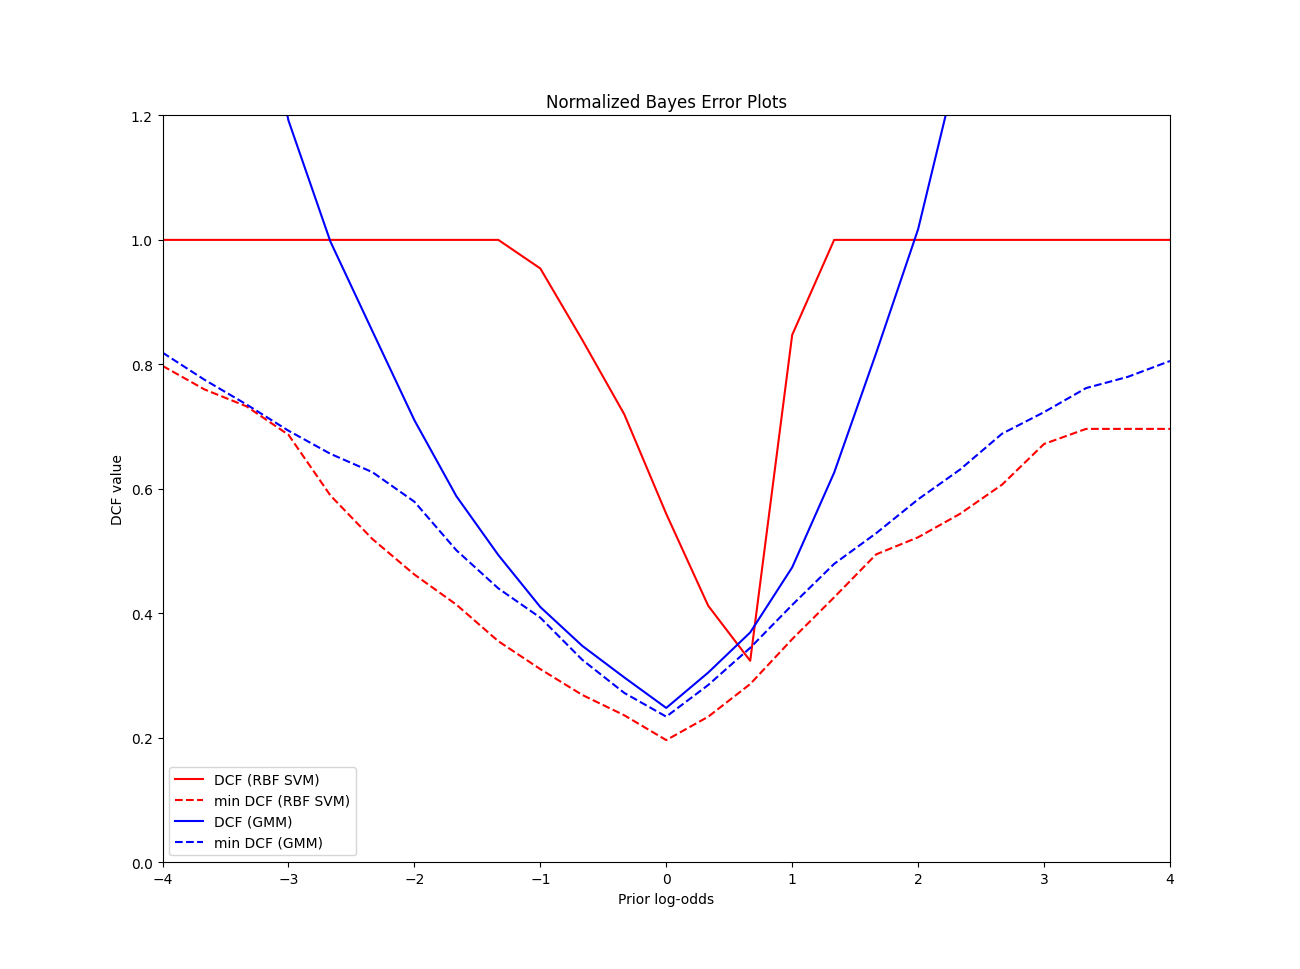 Normalized Bayes Error Plots
1.2
1.0
0.8
0.6
0.4
0.2
0.0
DCF value
DCF (RBF SVM)
min DCF (RBF SVM)
DCF (GMM)
min DCF (GMM)
−4 −3 −2 −1 0 1 2 3 4
Prior log-odds